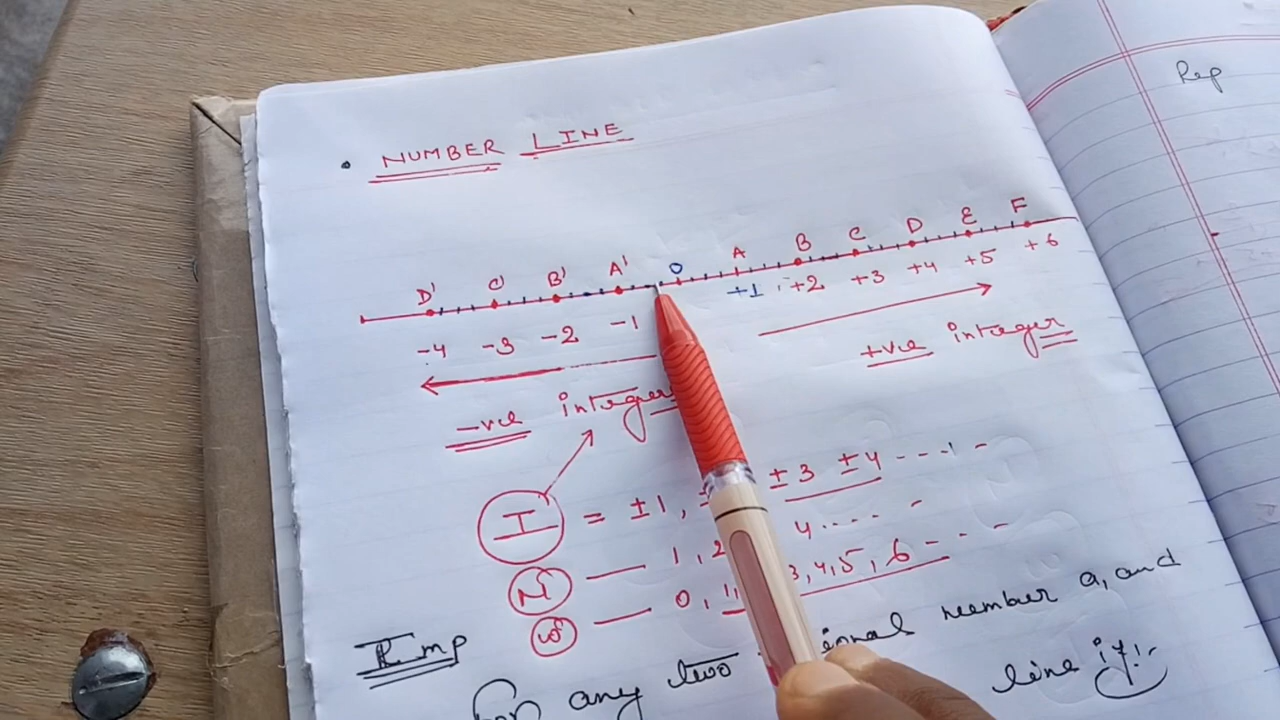 • NUMBER LINE
Rep
D' C' B' A' O A B C D E F
-4 -3 -2 -1 +1 +2 +3 +4 +5 +6
-ve integer +ve integer
I = ±1, ±3 ±4 ----
N — 1, 2 4.... -
W — 0, 1, 3,4,5,6 - - -
Imp
For any two number a, and
line if:-